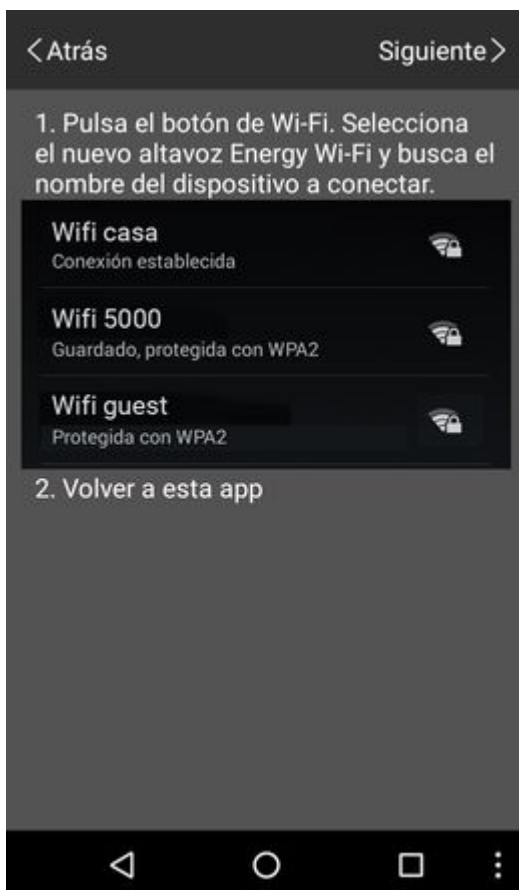 Atrás
Siguiente
1. Pulsa el botón de Wi-Fi. Selecciona
el nuevo altavoz Energy Wi-Fi y busca el
nombre del dispositivo a conectar.
Wifi casa
Conexión establecida
Wifi 5000
Guardado, protegida con WPA2
Wifi guest
Protegida con WPA2
2. Volver a esta app